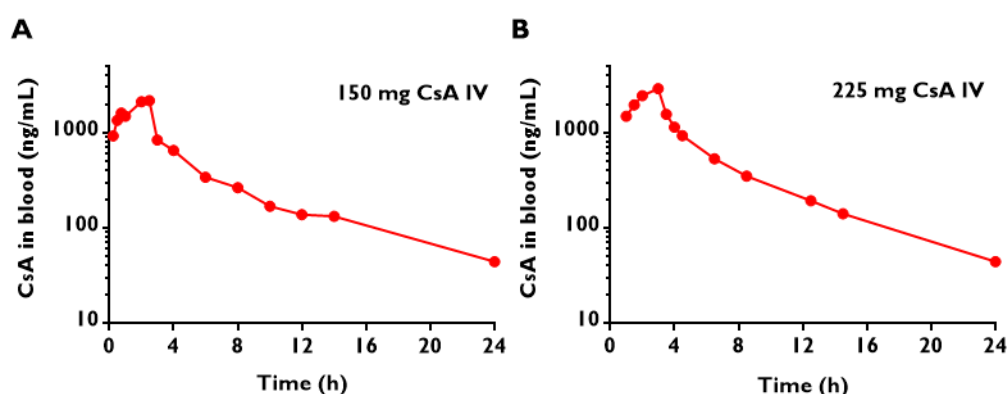 A
B
150 mg CsA IV
225 mg CsA IV
CsA in blood (ng/mL)
1000
100
10
0 4 8 12 16 20 24
Time (h)
CsA in blood (ng/mL)
1000
100
10
0 4 8 12 16 20 24
Time (h)